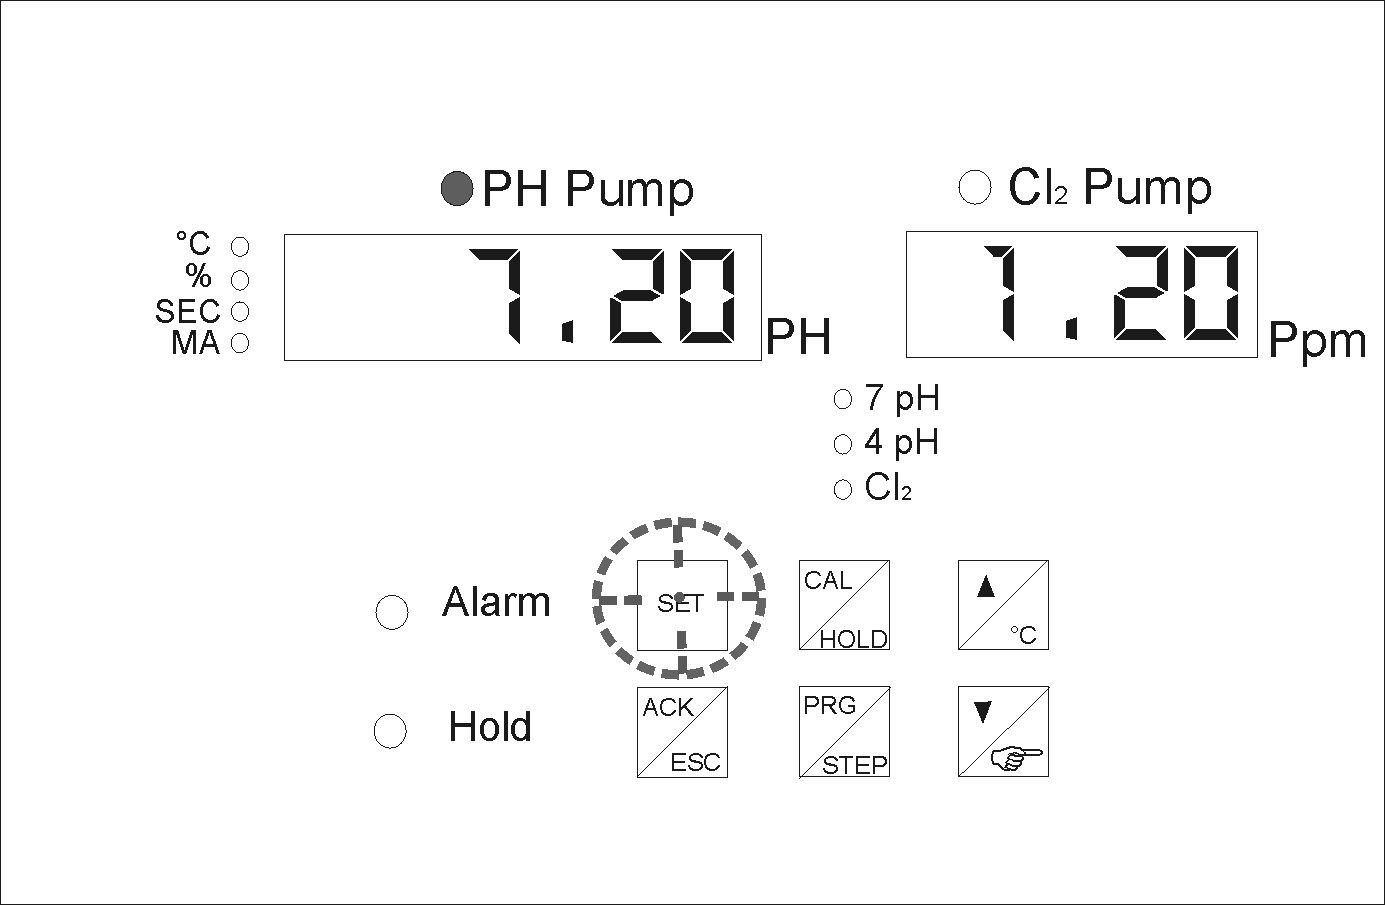 PH Pump
Cl₂ Pump
°C
%
SEC
MA
7.20 PH
1.20 Ppm
7 pH
4 pH
Cl₂
Alarm
SET
CAL
HOLD
▲
°C
Hold
ACK
ESC
PRG
STEP
▼